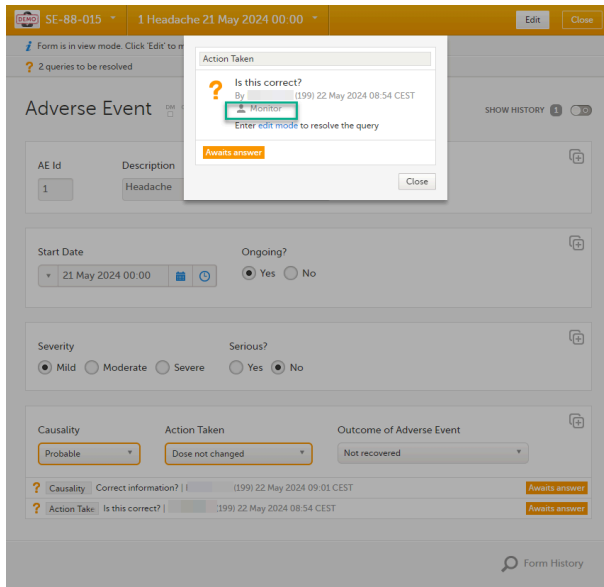 DEMO SE-88-015 1 Headache 21 May 2024 00:00 Edit Close
i Form is in view mode. Click 'Edit' to m
? 2 queries to be resolved
Action Taken
? Is this correct?
By (199) 22 May 2024 08:54 CEST
Monitor
Enter edit mode to resolve the query
Awaits answer
Close
Adverse Event DM SHOW HISTORY 1
AE Id Description
1 Headache
Start Date Ongoing?
21 May 2024 00:00 Yes No
Severity Serious?
Mild Moderate Severe Yes No
Causality Action Taken Outcome of Adverse Event
Probable Dose not changed Not recovered
? Causality Correct information? | (199) 22 May 2024 09:01 CEST Awaits answer
? Action Take Is this correct? | (199) 22 May 2024 08:54 CEST Awaits answer
Form History